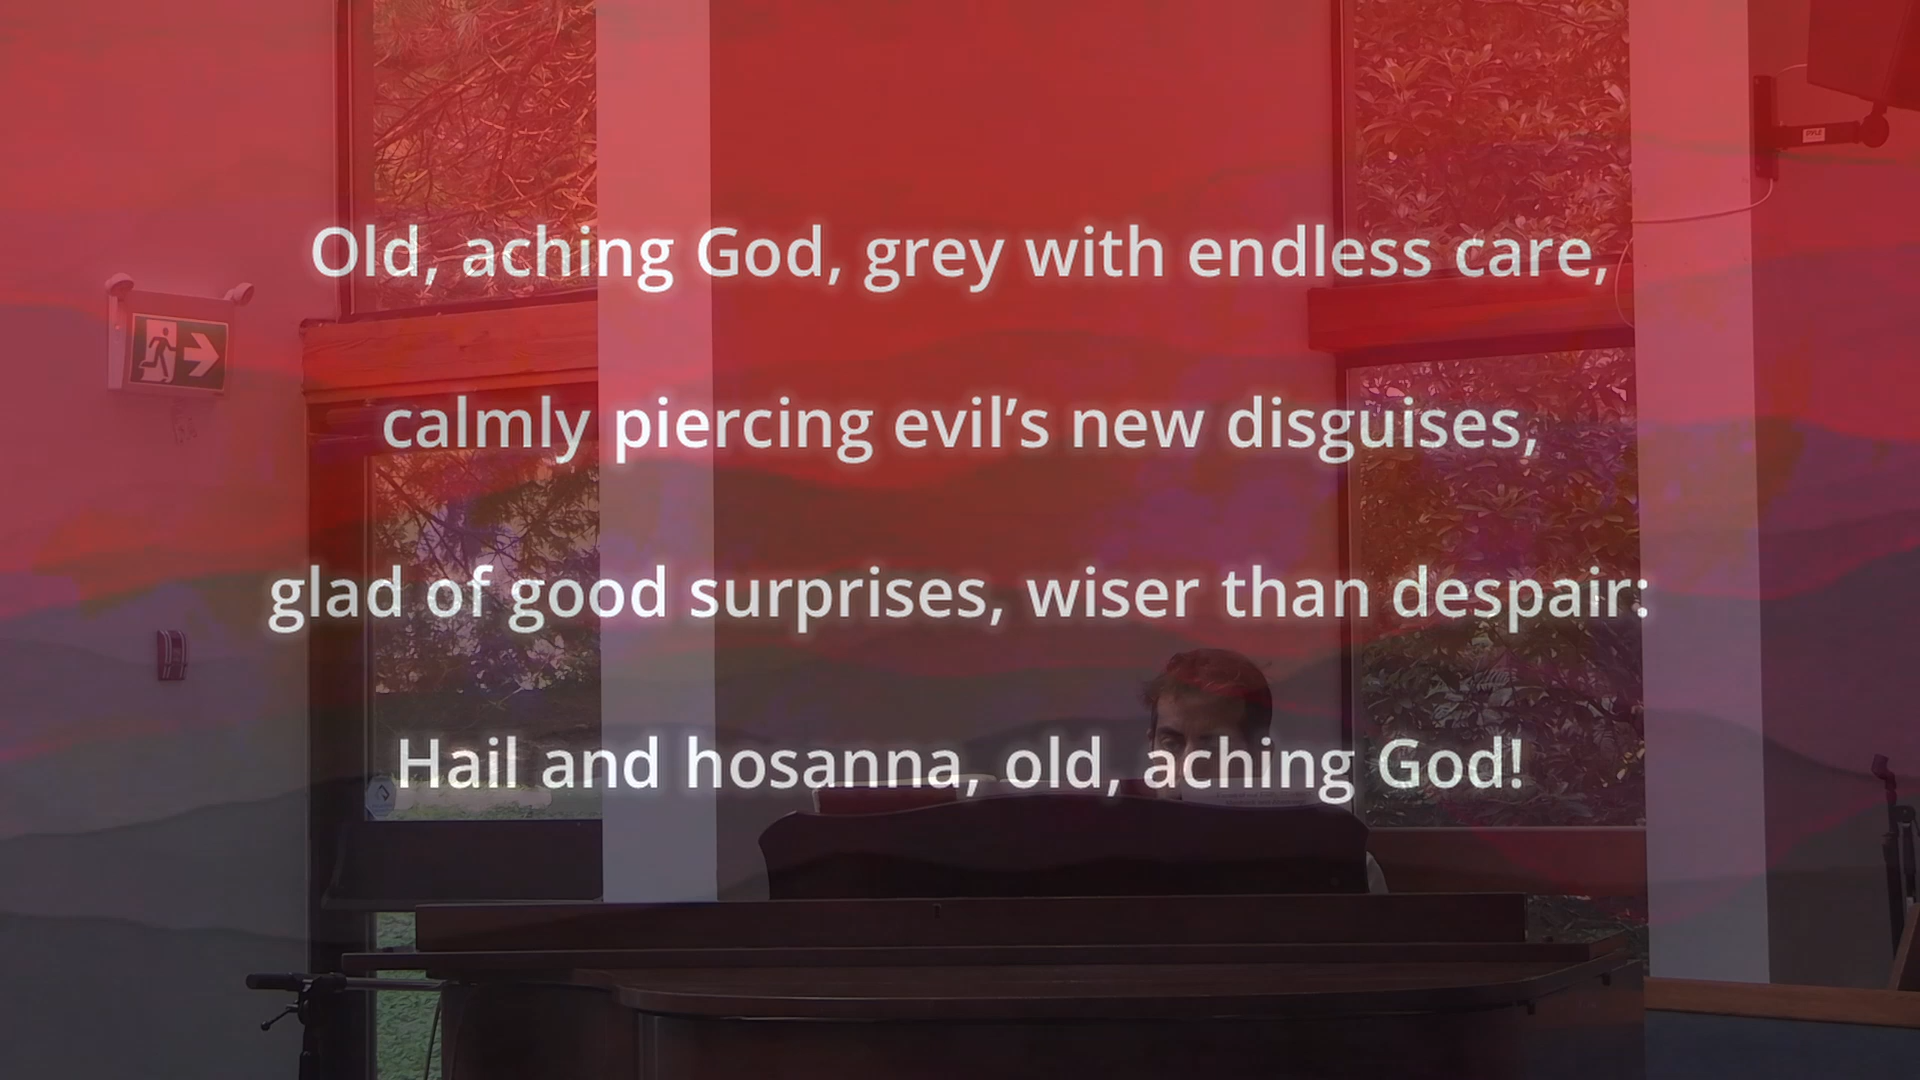 Old, aching God, grey with endless care,
calmly piercing evil’s new disguises,
glad of good surprises, wiser than despair:
Hail and hosanna, old, aching God!
PYLE